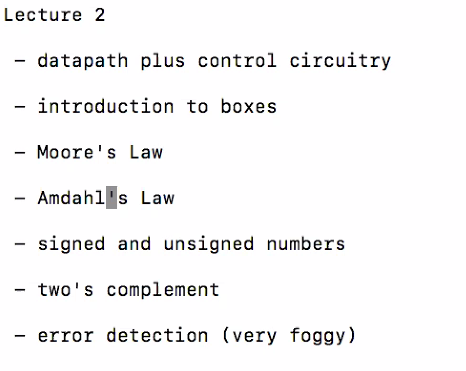 Lecture 2
– datapath plus control circuitry
– introduction to boxes
– Moore's Law
– Amdahl's Law
– signed and unsigned numbers
– two's complement
– error detection (very foggy)